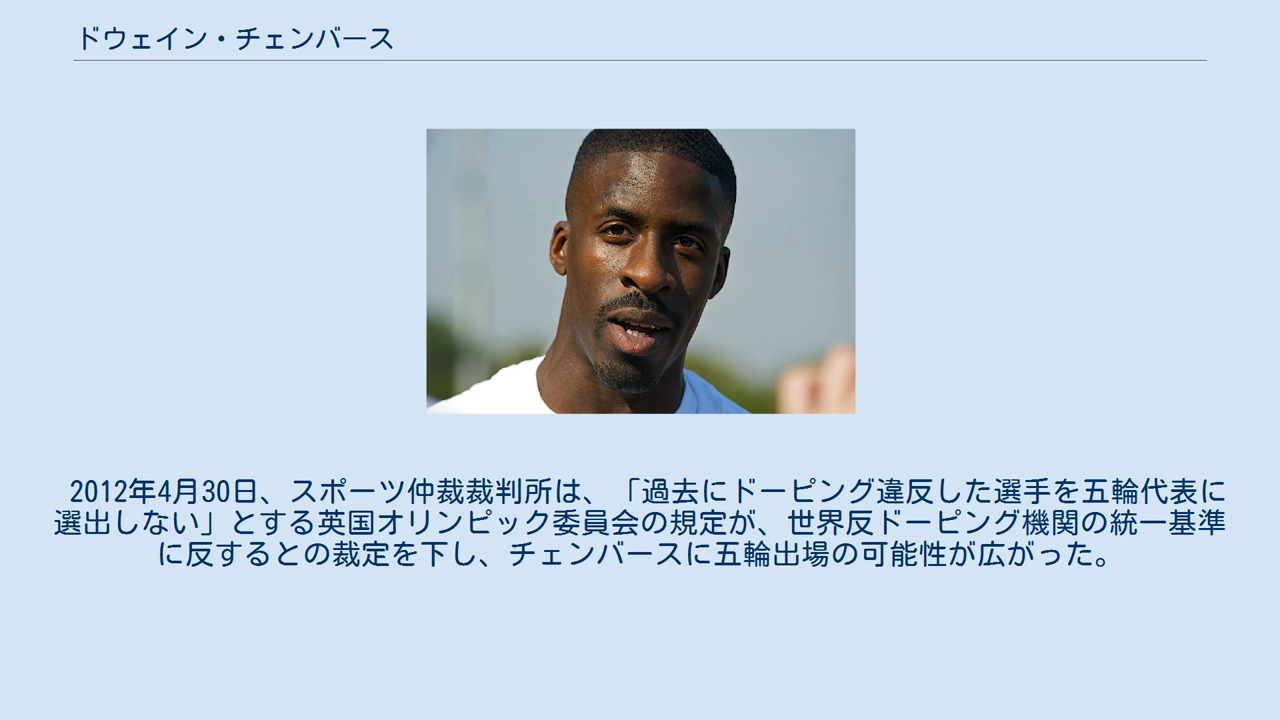 ドウェイン・チェンバース
2012年4月30日、スポーツ仲裁裁判所は、「過去にドーピング違反した選手を五輪代表に
選出しない」とする英国オリンピック委員会の規定が、世界反ドーピング機関の統一基準
に反するとの裁定を下し、チェンバースに五輪出場の可能性が広がった。